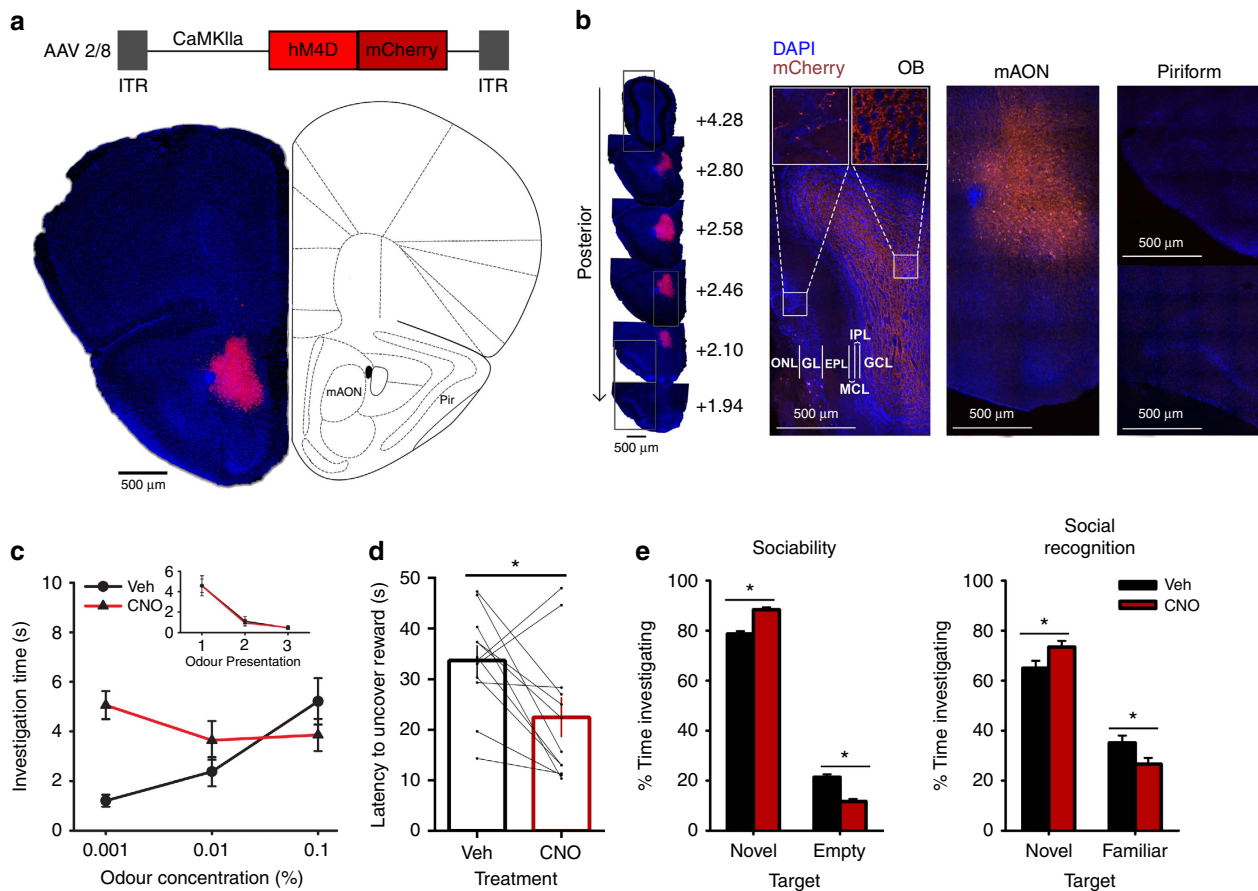 a
AAV 2/8
CaMKIIa
hM4D
mCherry
ITR
ITR
mAON
Pir
500 µm
b
Posterior
+4.28
+2.80
+2.58
+2.46
+2.10
+1.94
500 µm
DAPI
mCherry
OB
ONL
GL
EPL
IPL
MCL
GCL
500 µm
mAON
500 µm
Piriform
500 µm
500 µm
c
Investigation time (s)
10
8
6
4
2
0
Veh
CNO
6
4
2
0
1 2 3
Odour Presentation
0.001 0.01 0.1
Odour concentration (%)
d
*
Latency to uncover reward (s)
50
40
30
20
10
0
Veh CNO
Treatment
e
Sociability
% Time investigating
100
80
60
40
20
0
*
*
Novel Empty
Target
Social
recognition
% Time investigating
100
80
60
40
20
0
Veh
CNO
*
*
Novel Familiar
Target